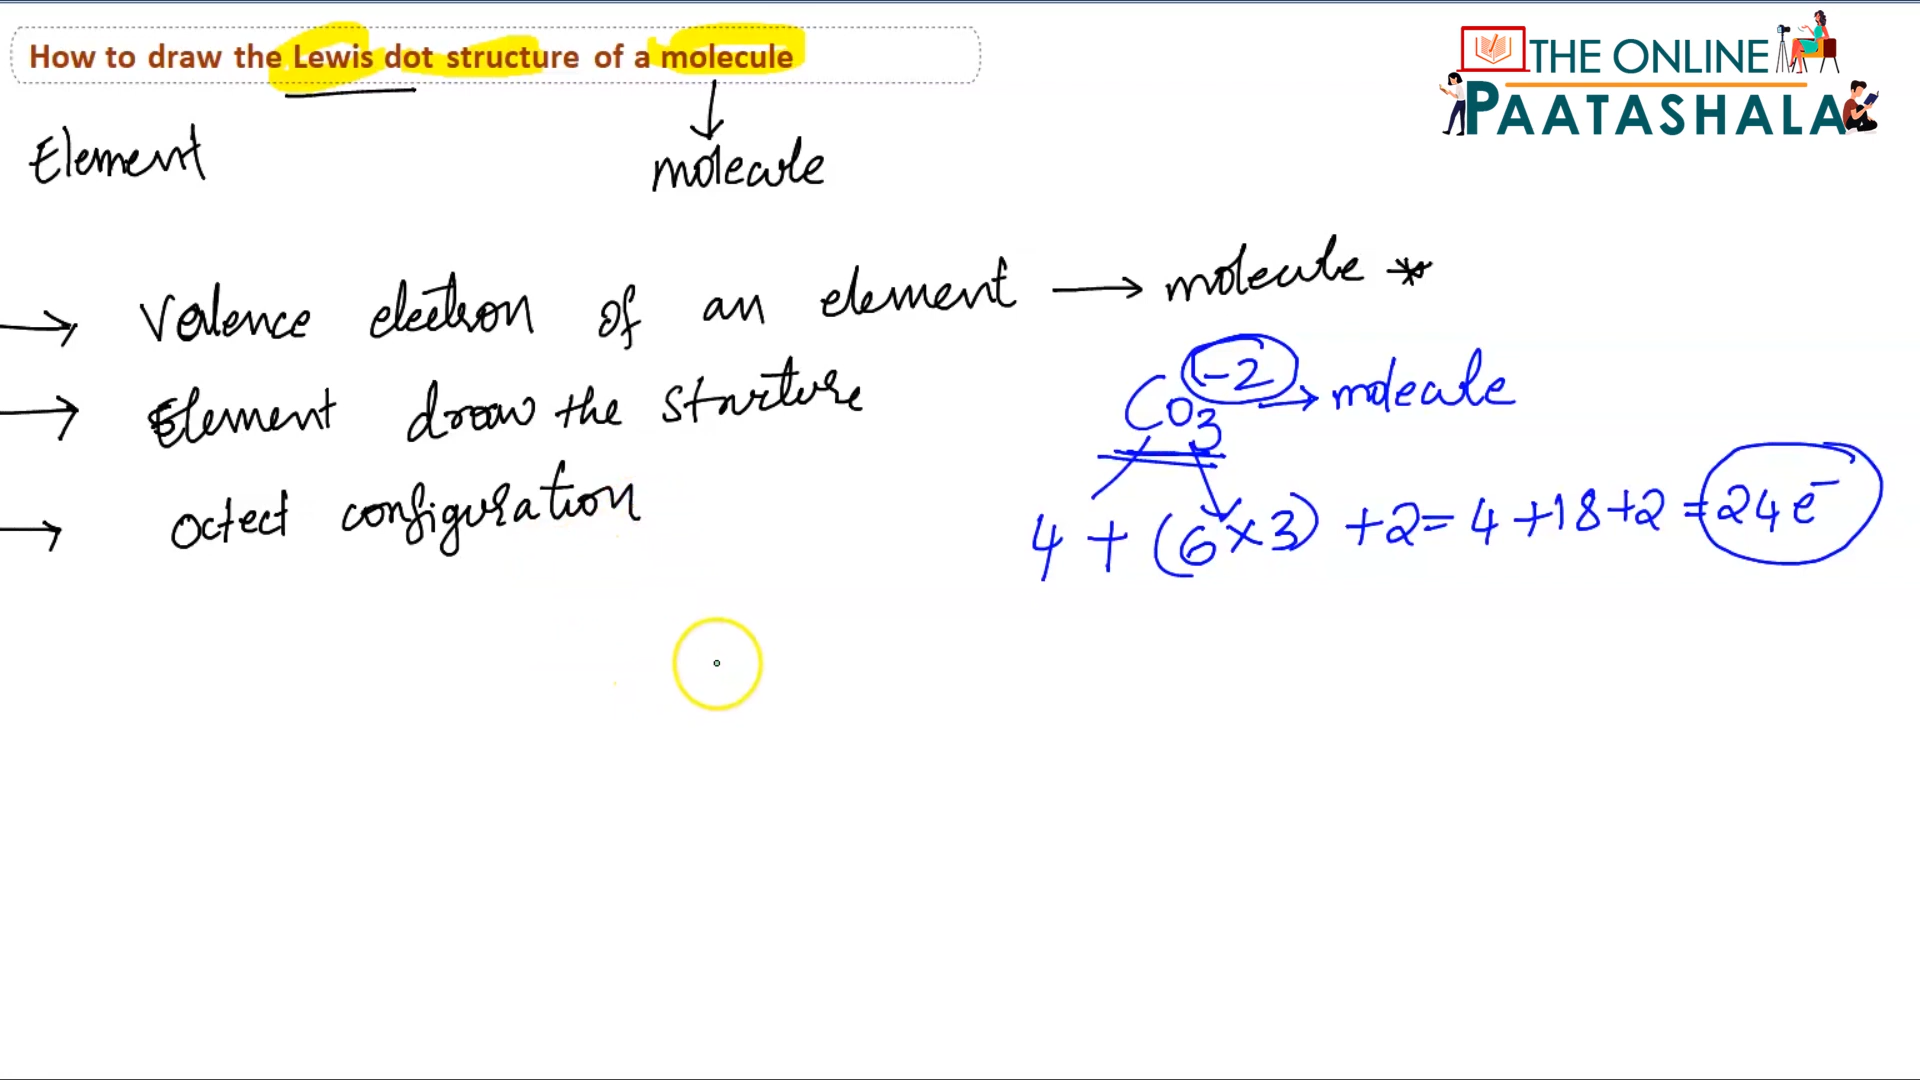 How to draw the Lewis dot structure of a molecule
THE ONLINE
PAATASHALA
Element
molecule
→ Valence electron of an element → molecule *
CO₃⁻² → molecule
→ Element draw the structure
4 + (6×3) +2 = 4 +18+2 = 24 e⁻
→ Octect configuration